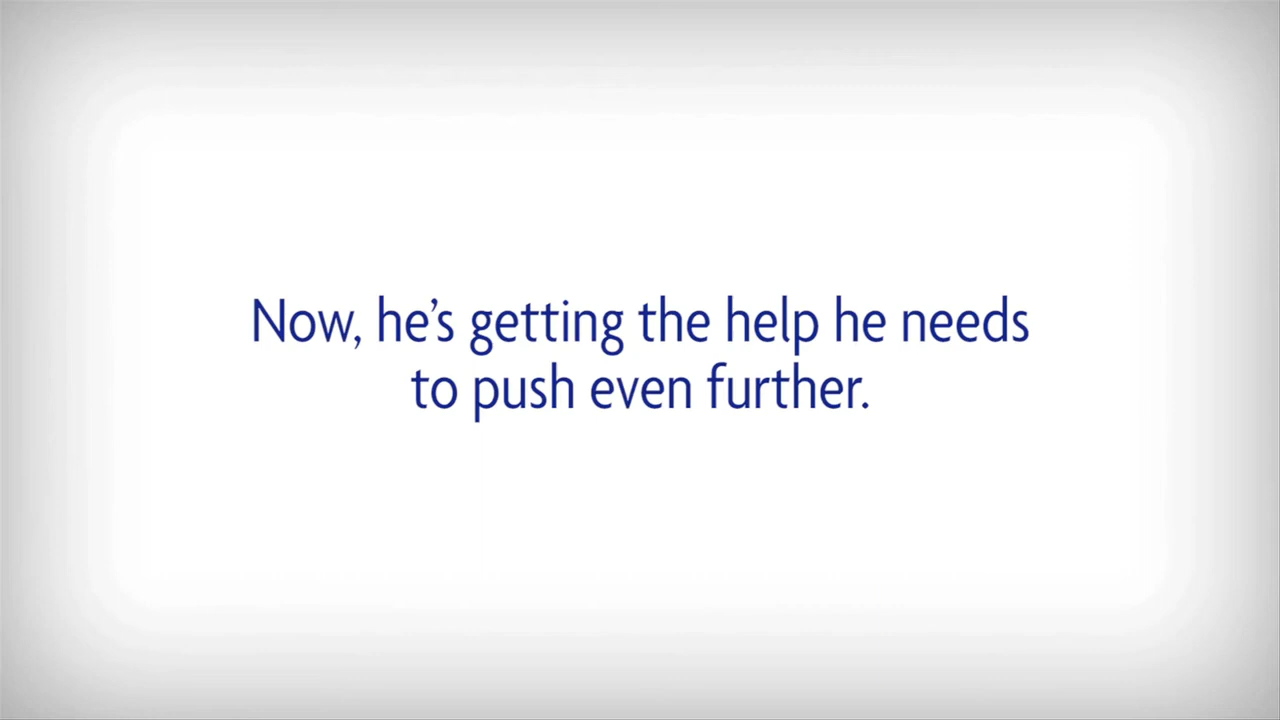 Now, he’s getting the help he needs
to push even further.